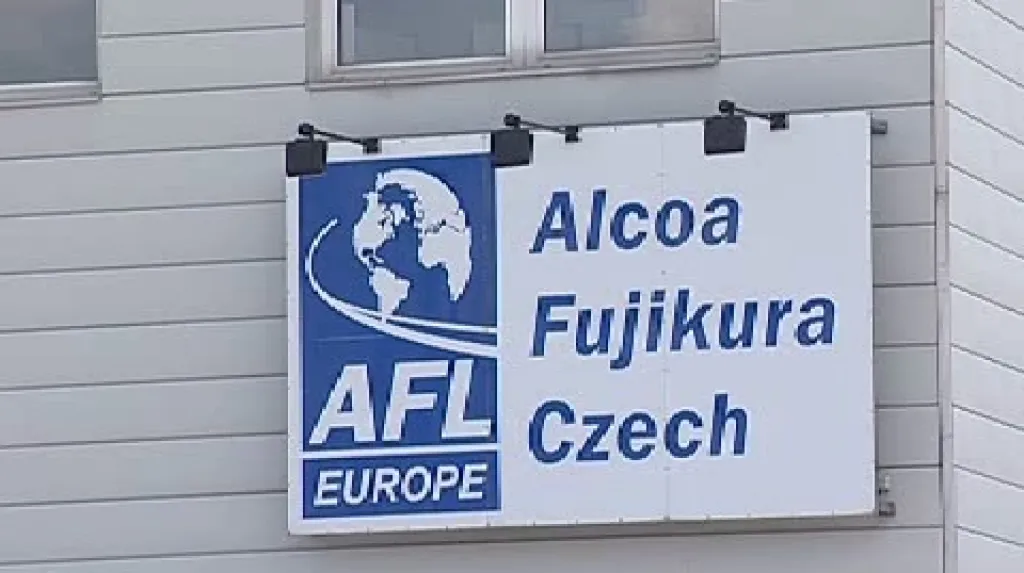 AFL
EUROPE
Alcoa
Fujikura
Czech